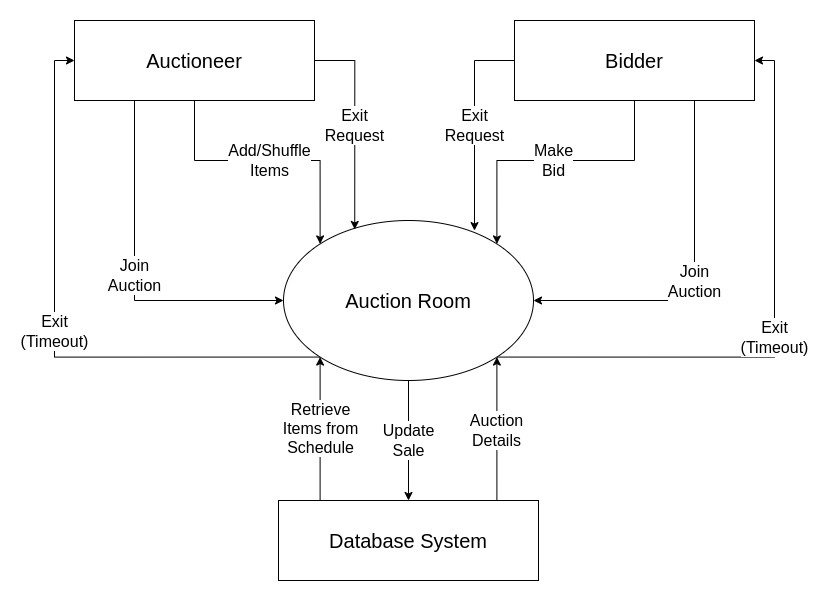 Auctioneer
Bidder
Exit
Request
Exit
Request
Add/Shuffle
Items
Make
Bid
Join
Auction
Join
Auction
Auction Room
Exit
(Timeout)
Exit
(Timeout)
Retrieve
Items from
Schedule
Update
Sale
Auction
Details
Database System